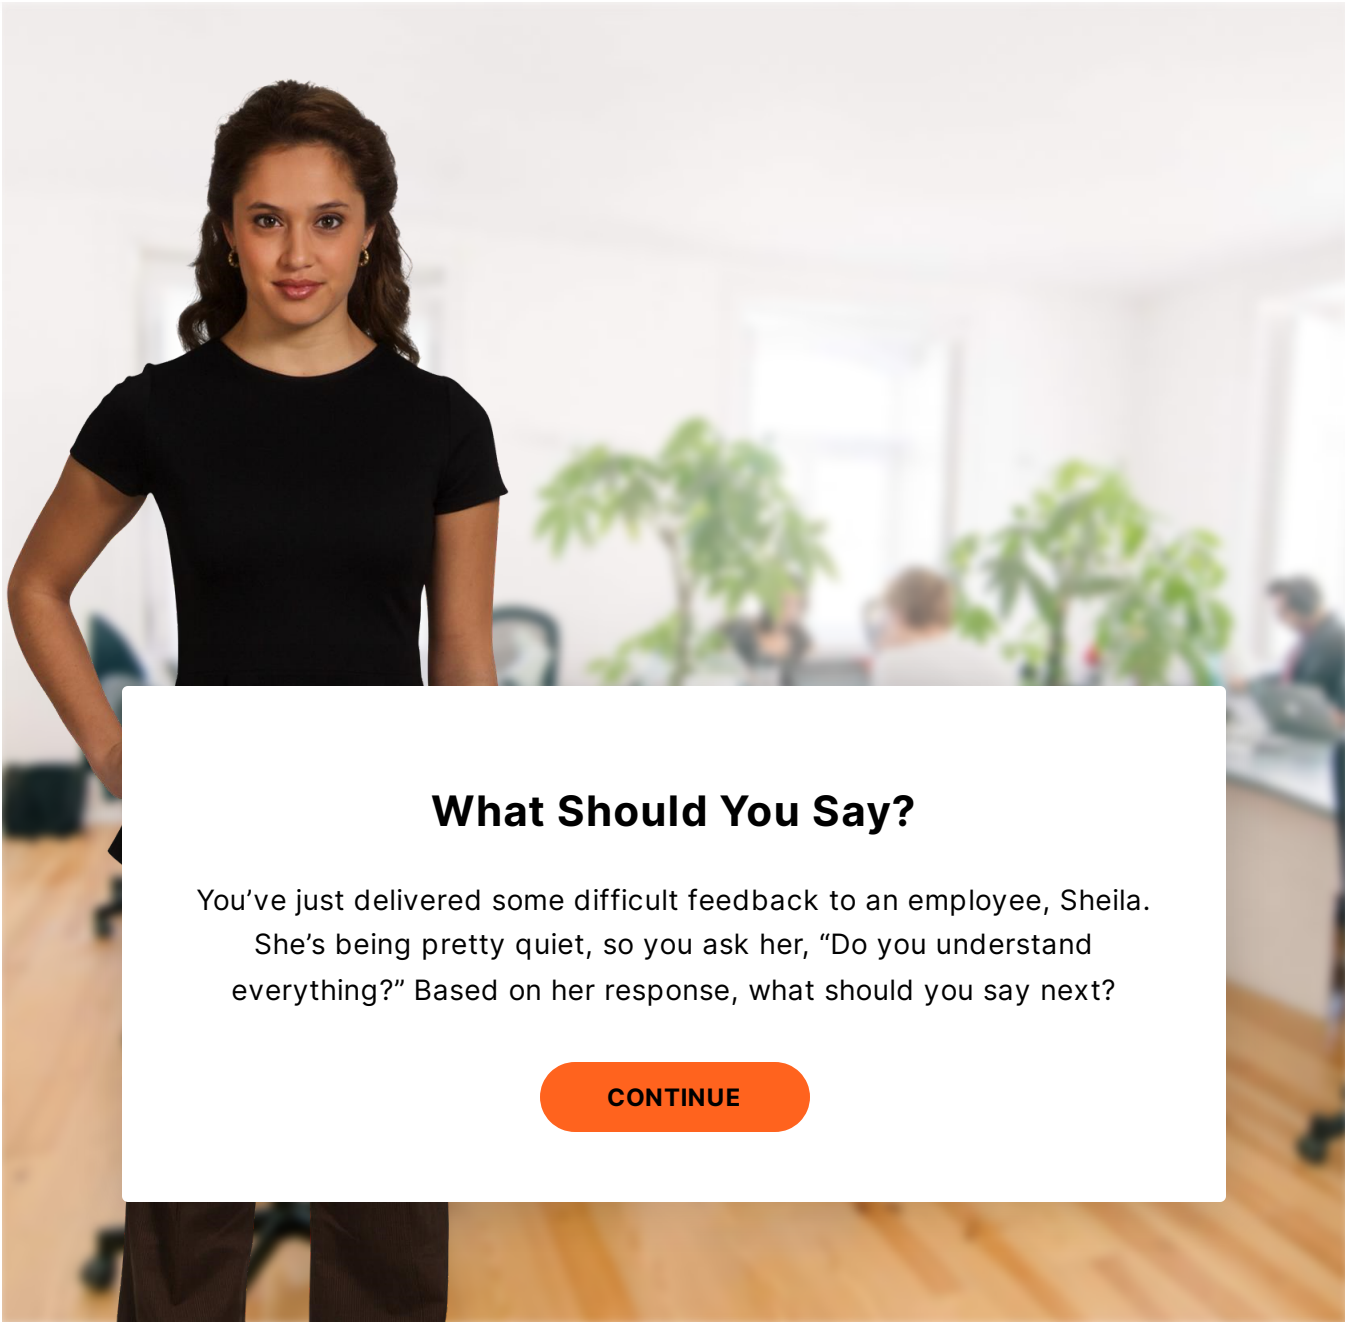 What Should You Say?
You’ve just delivered some difficult feedback to an employee, Sheila.
She’s being pretty quiet, so you ask her, “Do you understand
everything?” Based on her response, what should you say next?
CONTINUE